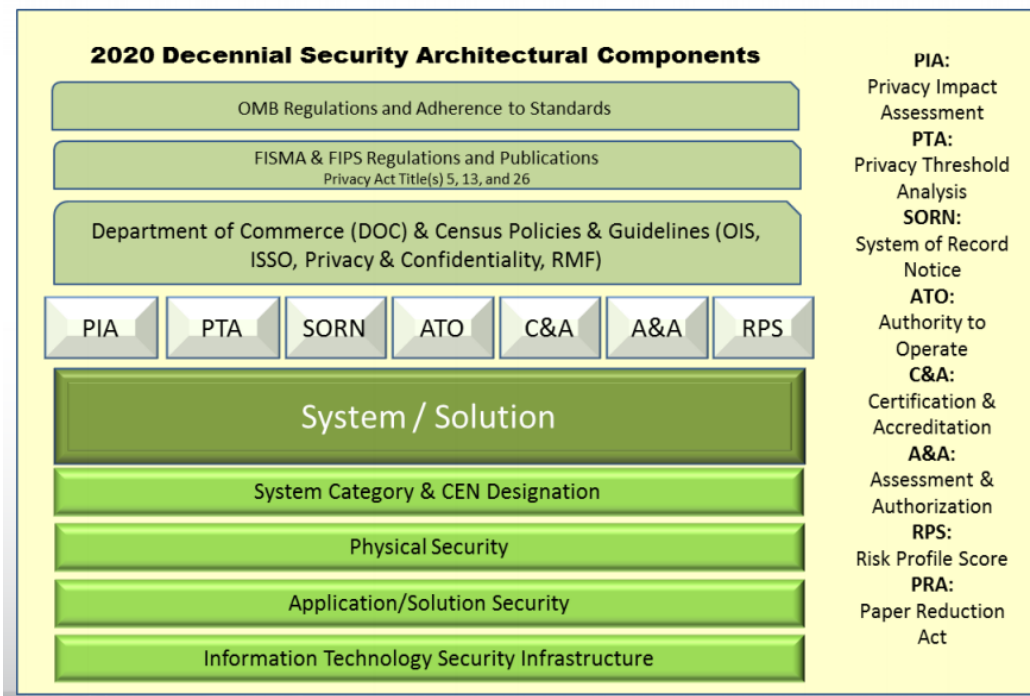 2020 Decennial Security Architectural Components
OMB Regulations and Adherence to Standards
FISMA & FIPS Regulations and Publications
Privacy Act Title(s) 5, 13, and 26
Department of Commerce (DOC) & Census Policies & Guidelines (OIS,
ISSO, Privacy & Confidentiality, RMF)
PIA
PTA
SORN
ATO
C&A
A&A
RPS
System / Solution
System Category & CEN Designation
Physical Security
Application/Solution Security
Information Technology Security Infrastructure
PIA:
Privacy Impact
Assessment
PTA:
Privacy Threshold
Analysis
SORN:
System of Record
Notice
ATO:
Authority to
Operate
C&A:
Certification &
Accreditation
A&A:
Assessment &
Authorization
RPS:
Risk Profile Score
PRA:
Paper Reduction
Act